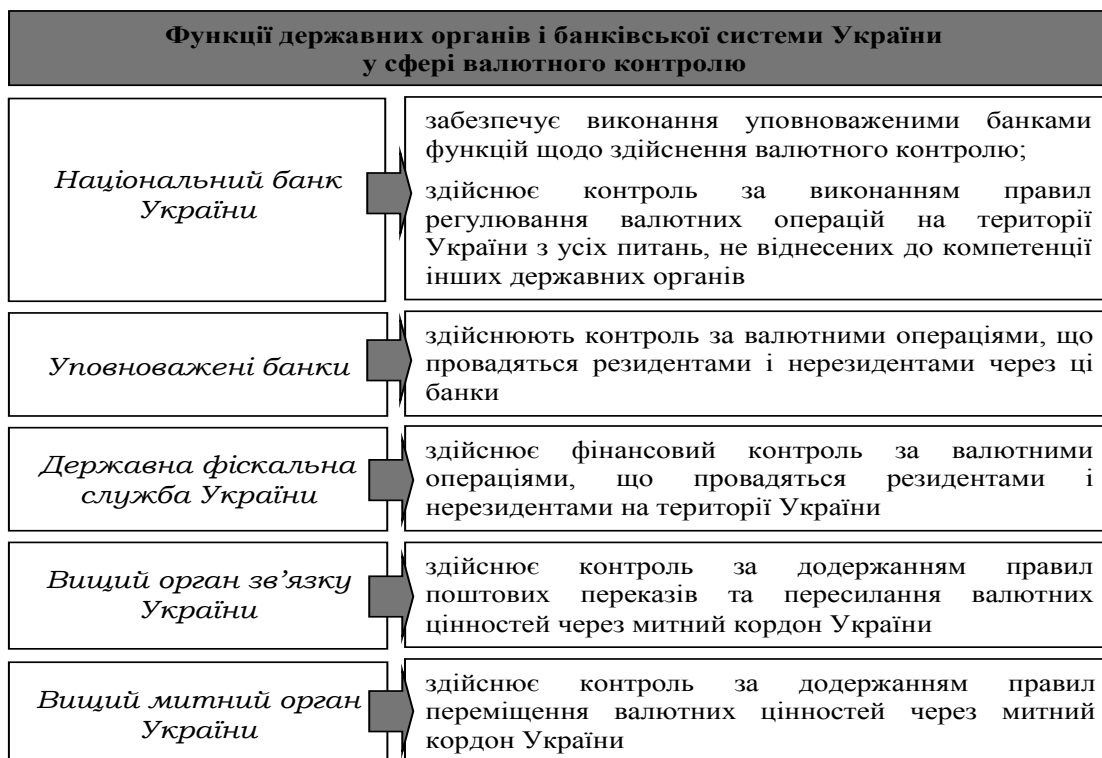 Функції державних органів і банківської системи України
у сфері валютного контролю
Національний банк
України
забезпечує виконання уповноваженими банками
функцій щодо здійснення валютного контролю;
здійснює контроль за виконанням правил
регулювання валютних операцій на території
України з усіх питань, не віднесених до компетенції
інших державних органів
Уповноважені банки
здійснюють контроль за валютними операціями, що
провадяться резидентами і нерезидентами через ці
банки
Державна фіскальна
служба України
здійснює фінансовий контроль за валютними
операціями, що провадяться резидентами і
нерезидентами на території України
Вищий орган зв’язку
України
здійснює контроль за додержанням правил
поштових переказів та пересилання валютних
цінностей через митний кордон України
Вищий митний орган
України
здійснює контроль за додержанням правил
переміщення валютних цінностей через митний
кордон України